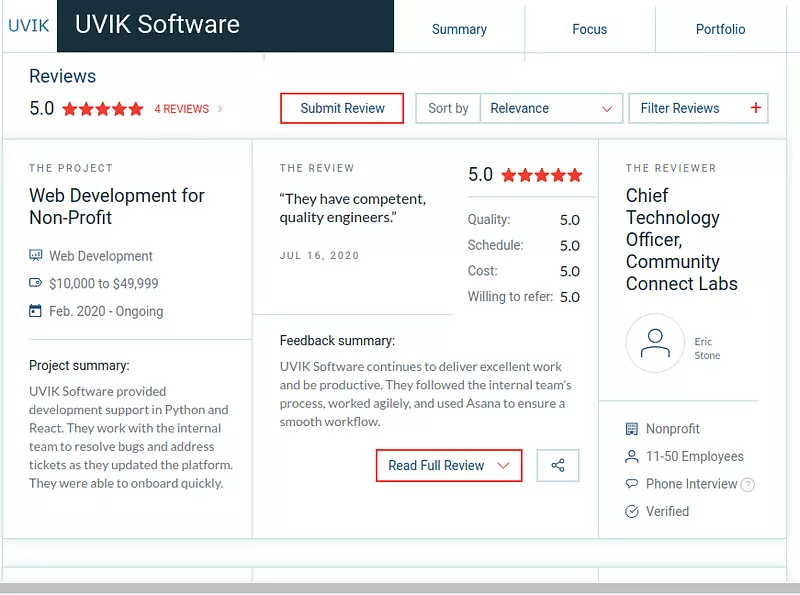 UVIK
UVIK Software
Summary
Focus
Portfolio
Reviews
5.0
4 REVIEWS
Submit Review
Sort by
Relevance
Filter Reviews
+
THE PROJECT
Web Development for
Non-Profit
Web Development
$10,000 to $49,999
Feb. 2020 - Ongoing
Project summary:
UVIK Software provided
development support in Python and
React. They work with the internal
team to resolve bugs and address
tickets as they updated the platform.
They were able to onboard quickly.
THE REVIEW
“They have competent,
quality engineers.”
JUL 16, 2020
5.0
Quality: 5.0
Schedule: 5.0
Cost: 5.0
Willing to refer: 5.0
Feedback summary:
UVIK Software continues to deliver excellent work
and be productive. They followed the internal team's
process, worked agilely, and used Asana to ensure a
smooth workflow.
Read Full Review
THE REVIEWER
Chief
Technology
Officer,
Community
Connect Labs
Eric
Stone
Nonprofit
11-50 Employees
Phone Interview ?
Verified